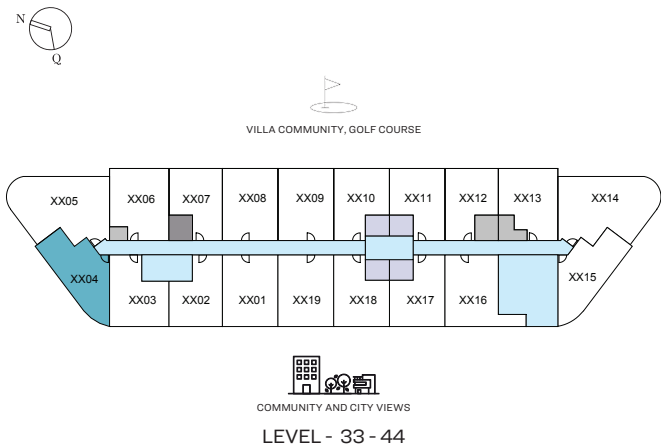 N
Q
VILLA COMMUNITY, GOLF COURSE
XX05 XX06 XX07 XX08 XX09 XX10 XX11 XX12 XX13 XX14
XX04 XX15
XX03 XX02 XX01 XX19 XX18 XX17 XX16
COMMUNITY AND CITY VIEWS
LEVEL - 33 - 44